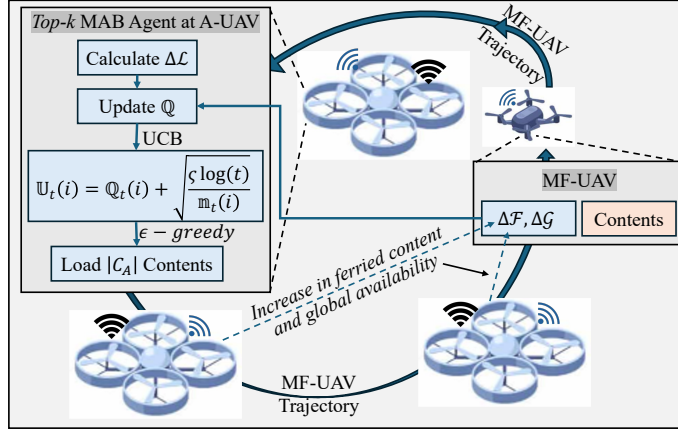 Top-k MAB Agent at A-UAV
Calculate Δℒ
Update ℚ
UCB
𝕌ₜ(i) = ℚₜ(i) + √(ς log(t) / 𝕞ₜ(i))
ϵ − greedy
Load |C_A| Contents
MF-UAV
Trajectory
MF-UAV
Δℱ, Δ𝒢
Contents
Increase in ferried content
and global availability
MF-UAV
Trajectory